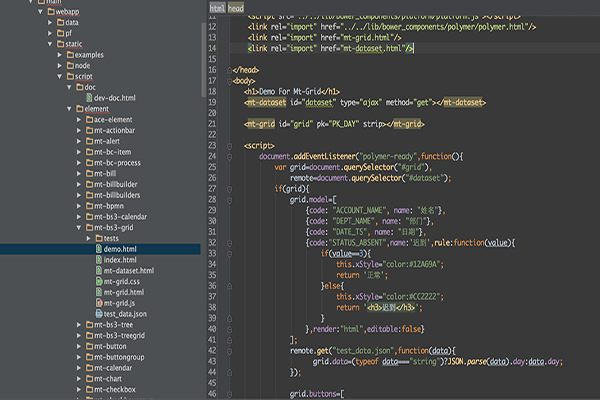 main
webapp
data
pf
static
examples
node
script
doc
dev-doc.html
element
ace-element
mt-actionbar
mt-alert
mt-bc-item
mt-bc-process
mt-bill
mt-billbuilder
mt-billbuilders
mt-bpmn
mt-bs3-calendar
mt-bs3-grid
tests
demo.html
index.html
mt-dataset.html
mt-grid.css
mt-grid.html
mt-grid.js
test_data.json
mt-bs3-tree
mt-bs3-treegrid
mt-button
mt-buttongroup
mt-calendar
mt-chart
mt-checkbox
html head
11 <script src="../../lib/bower_components/platform/platform.js"></script>
12 <link rel="import" href="../../lib/bower_components/polymer/polymer.html"/>
13 <link rel="import" href="mt-grid.html"/>
14 <link rel="import" href="mt-dataset.html"/>
15
16 </head>
17 <body>
18 <h1>Demo For Mt-Grid</h1>
19 <mt-dataset id="dataset" type="ajax" method="get"></mt-dataset>
20
21 <mt-grid id="grid" pk="PK_DAY" strip></mt-grid>
22
23 <script>
24 document.addEventListener("polymer-ready",function(){
25 var grid=document.querySelector("#grid"),
26 remote=document.querySelector("#dataset");
27 if(grid){
28 grid.model=[
29 {code: "ACCOUNT_NAME", name: "姓名"},
30 {code: "DEPT_NAME", name: "部门"},
31 {code: "DATE_TS", name: "日期"},
32 {code:"STATUS_ABSENT",name:'迟到',rule:function(value){
33 if(value==3){
34 this.xStyle="color:#12A69A";
35 return '正常';
36 }else{
37 this.xStyle="color:#CC2222";
38 return '<h3>迟到</h3>';
39 }
40 },render:"html",editable:false}
41 ];
42 remote.get("test_data.json",function(data){
43 grid.data=(typeof data==="string")?JSON.parse(data).day:data.day;
44 });
45
46 grid.buttons=[